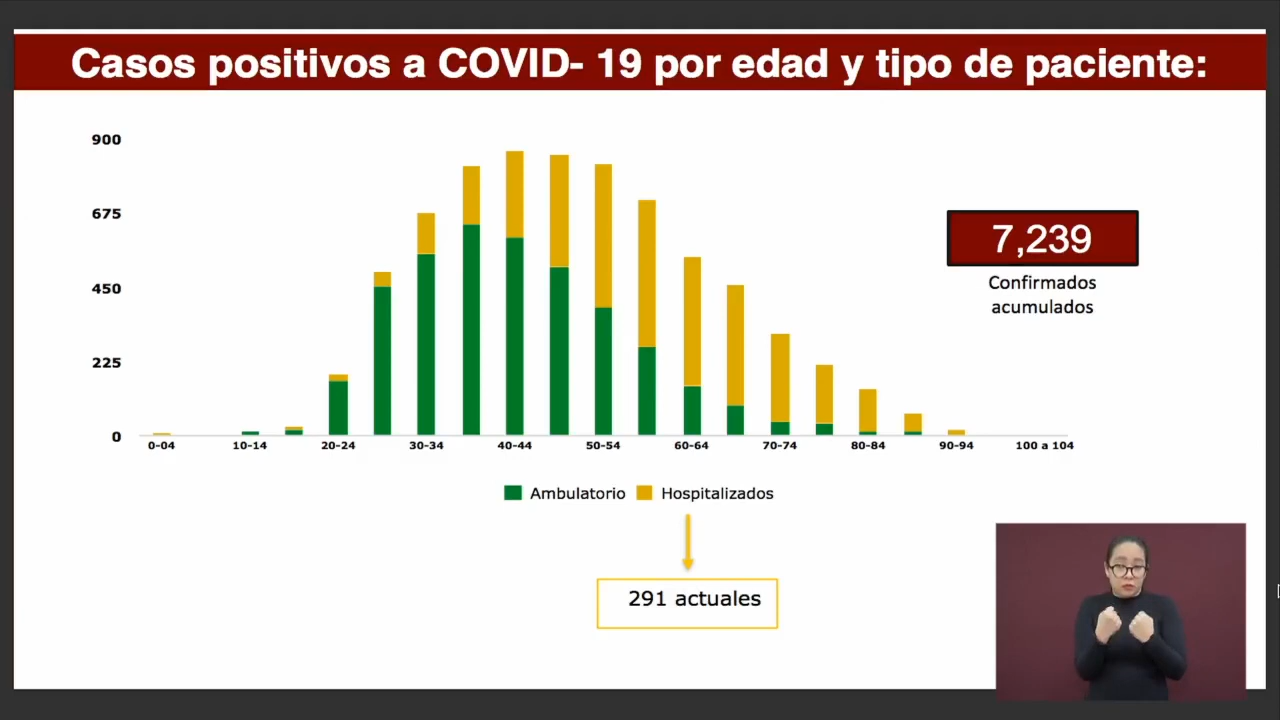 Casos positivos a COVID- 19 por edad y tipo de paciente:
900
675
450
225
0
0-04
10-14
20-24
30-34
40-44
50-54
60-64
70-74
80-84
90-94
100 a 104
7,239
Confirmados
acumulados
Ambulatorio
Hospitalizados
291 actuales